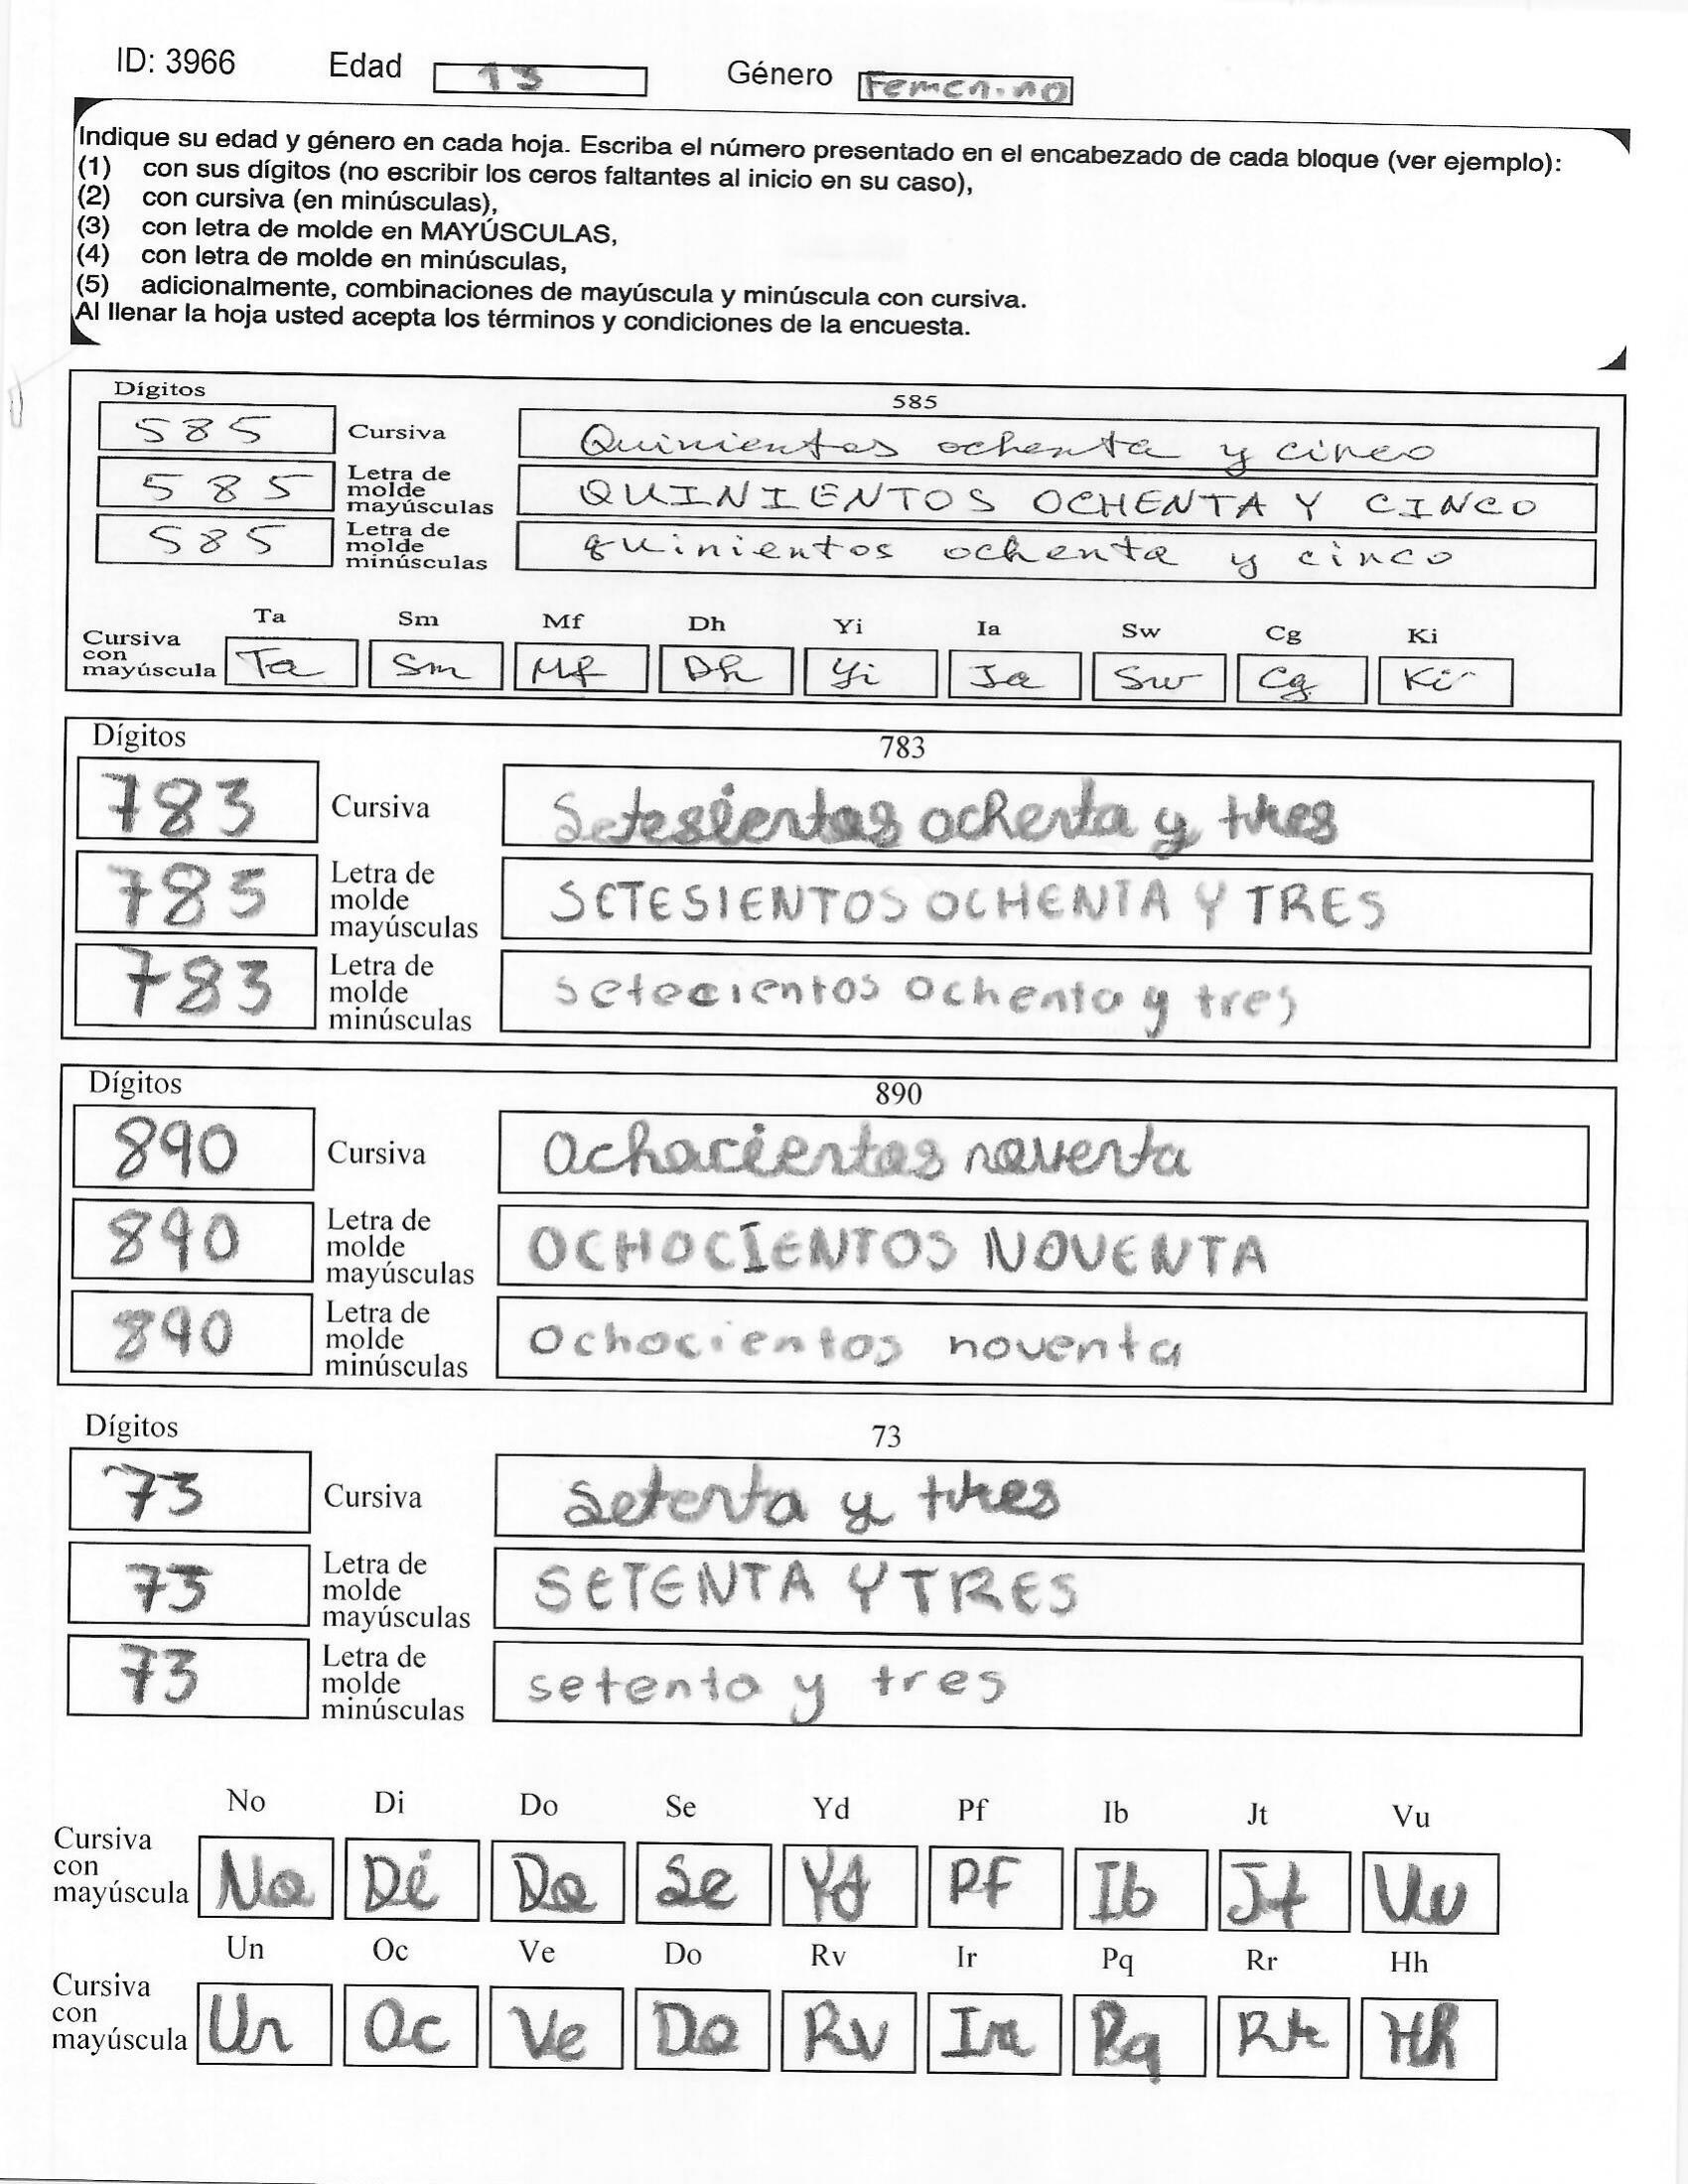 ID: 3966 Edad 13 Género Femenino
Indique su edad y género en cada hoja. Escriba el número presentado en el encabezado de cada bloque (ver ejemplo):
(1) con sus dígitos (no escribir los ceros faltantes al inicio en su caso),
(2) con cursiva (en minúsculas),
(3) con letra de molde en MAYÚSCULAS,
(4) con letra de molde en minúsculas,
(5) adicionalmente, combinaciones de mayúscula y minúscula con cursiva.
Al llenar la hoja usted acepta los términos y condiciones de la encuesta.
Dígitos 585
585 Cursiva Quinientos ochenta y cinco
585 Letra de molde mayúsculas QUINIENTOS OCHENTA Y CINCO
585 Letra de molde minúsculas quinientos ochenta y cinco
Ta Sm Mf Dh Yi Ia Sw Cg Ki
Cursiva con mayúscula Ta Sm Mf Dh Yi Ia Sw Cg Ki
Dígitos 783
783 Cursiva Setesientos ochenta y tres
785 Letra de molde mayúsculas SETESIENTOS OCHENTA Y TRES
783 Letra de molde minúsculas setecientos ochenta y tres
Dígitos 890
890 Cursiva Ochocientos noventa
890 Letra de molde mayúsculas OCHOCIENTOS NOVENTA
890 Letra de molde minúsculas Ochocientos noventa
Dígitos 73
73 Cursiva Setenta y tres
73 Letra de molde mayúsculas SETENTA Y TRES
73 Letra de molde minúsculas setenta y tres
No Di Do Se Yd Pf Ib Jt Vu
Cursiva con mayúscula No Di Do Se Yd Pf Ib Jt Vu
Un Oc Ve Do Rv Ir Pq Rr Hh
Cursiva con mayúscula Un Oc Ve Do Rv Ir Pq Rr Hh